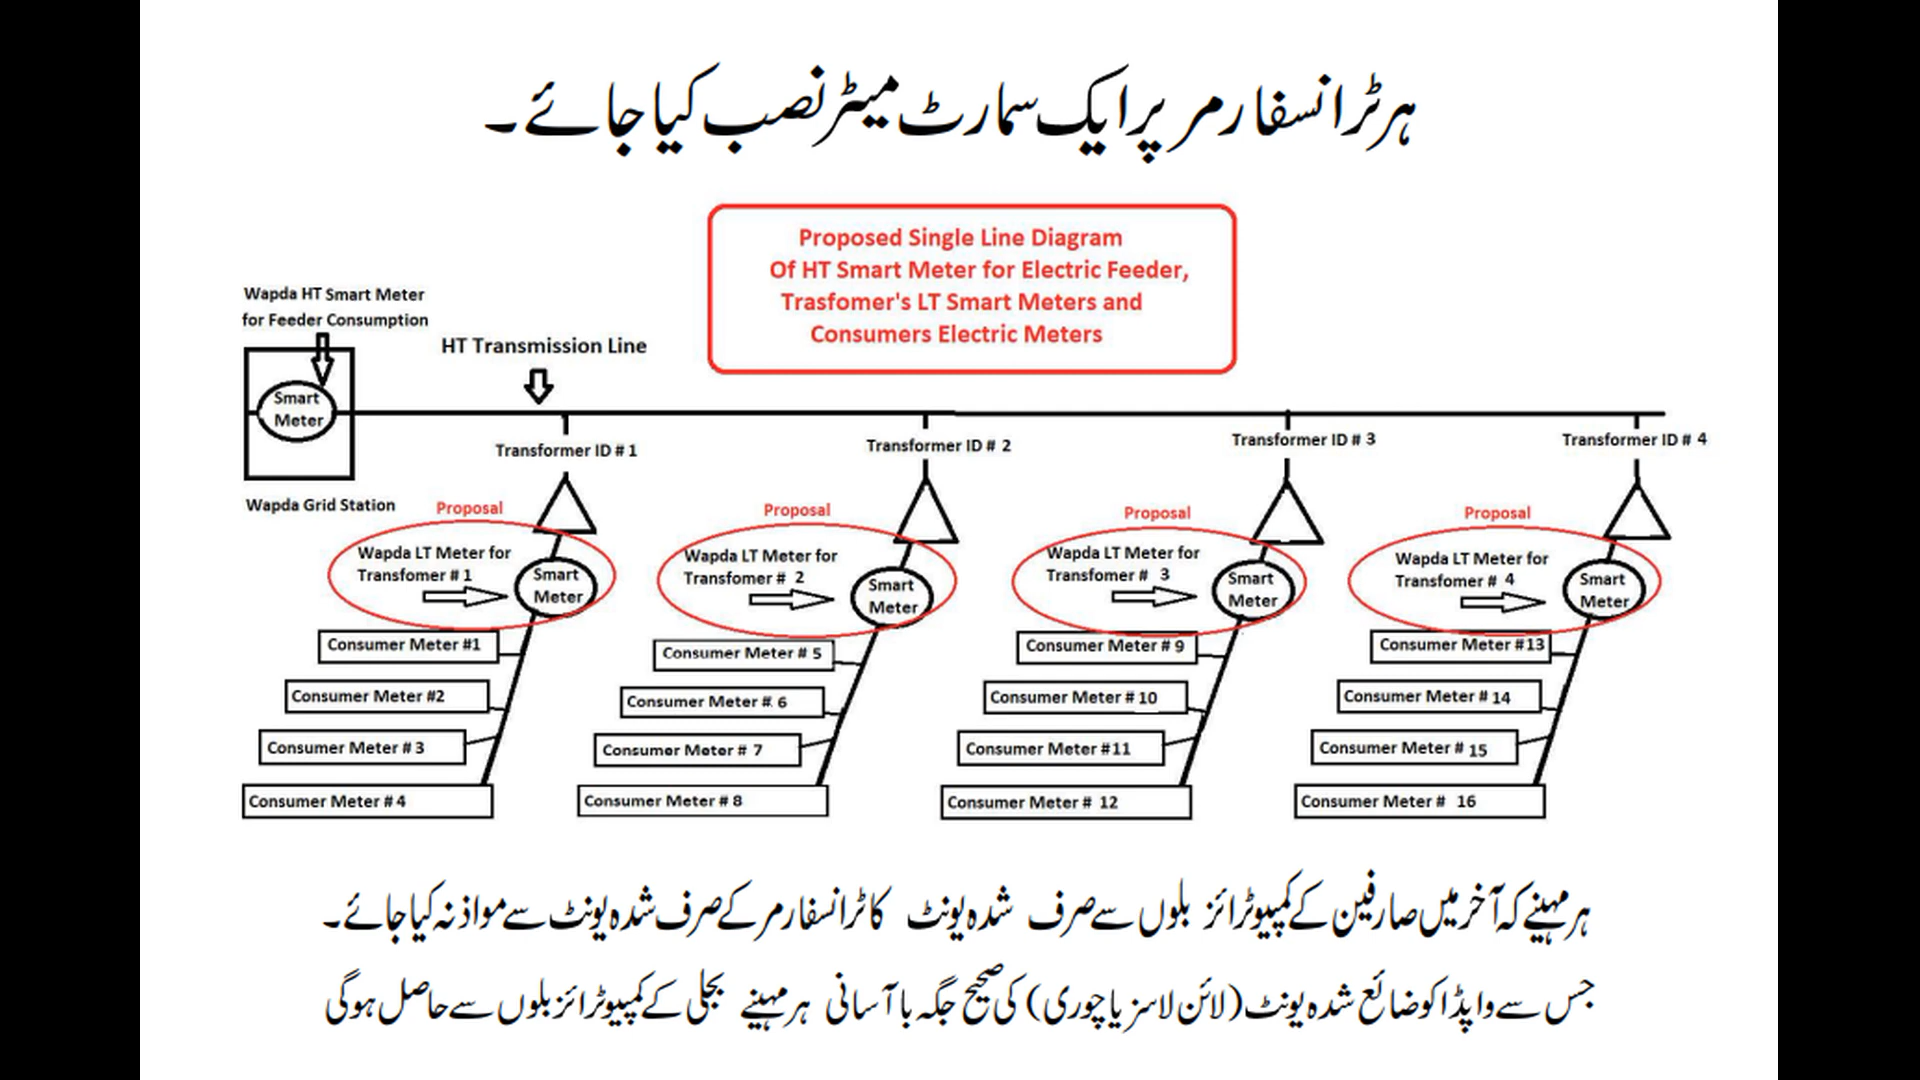 ہر ٹرانسفارمر پر ایک سمارٹ میٹر نصب کیا جائے۔
Proposed Single Line Diagram
Of HT Smart Meter for Electric Feeder,
Trasfomer's LT Smart Meters and
Consumers Electric Meters
Wapda HT Smart Meter
for Feeder Consumption
HT Transmission Line
Smart
Meter
Wapda Grid Station
Transformer ID # 1
Transformer ID # 2
Transformer ID # 3
Transformer ID # 4
Proposal
Wapda LT Meter for
Transfomer # 1
Smart
Meter
Consumer Meter #1
Consumer Meter #2
Consumer Meter # 3
Consumer Meter # 4
Proposal
Wapda LT Meter for
Transfomer # 2
Smart
Meter
Consumer Meter # 5
Consumer Meter # 6
Consumer Meter # 7
Consumer Meter # 8
Proposal
Wapda LT Meter for
Transfomer # 3
Smart
Meter
Consumer Meter # 9
Consumer Meter # 10
Consumer Meter #11
Consumer Meter # 12
Proposal
Wapda LT Meter for
Transfomer # 4
Smart
Meter
Consumer Meter #13
Consumer Meter # 14
Consumer Meter # 15
Consumer Meter # 16
ہر مہینے کہ آخر میں صارفین کے کمپیوٹرائز بلوں سے صرف شدہ یونٹ کا ٹرانسفارمر کے صرف شدہ یونٹ سے مواذنہ کیا جائے۔
جس سے واپڈا کو ضائع شدہ یونٹ (لائن لاسز یا چوری) کی صحیح جگہ با آسانی ہر مہینے بجلی کے کمپیوٹرائز بلوں سے حاصل ہوگی